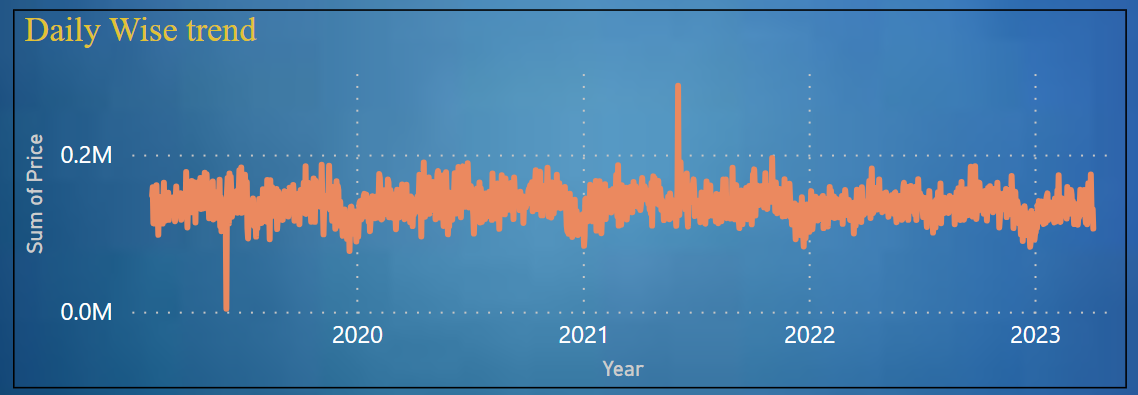 Daily Wise trend
Sum of Price
0.2M
0.0M
2020 2021 2022 2023
Year